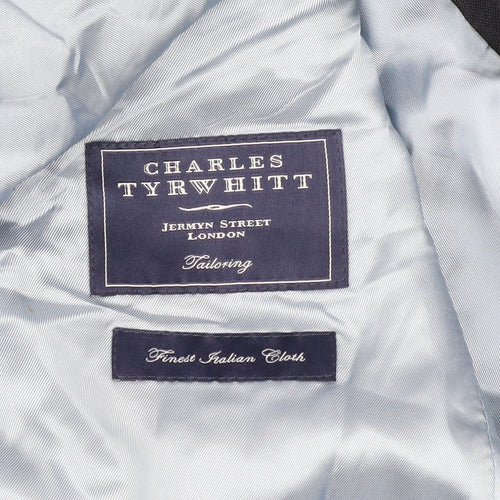 CHARLES
TYRWHITT
JERMYN STREET
LONDON
Tailoring
Finest Italian Cloth